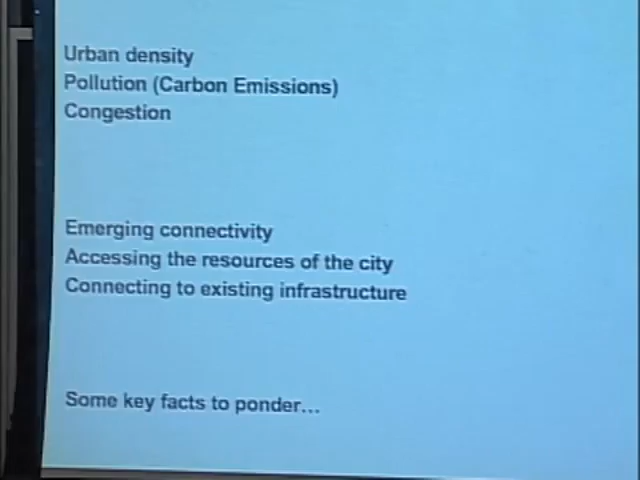 Urban density
Pollution (Carbon Emissions)
Congestion
Emerging connectivity
Accessing the resources of the city
Connecting to existing infrastructure
Some key facts to ponder...